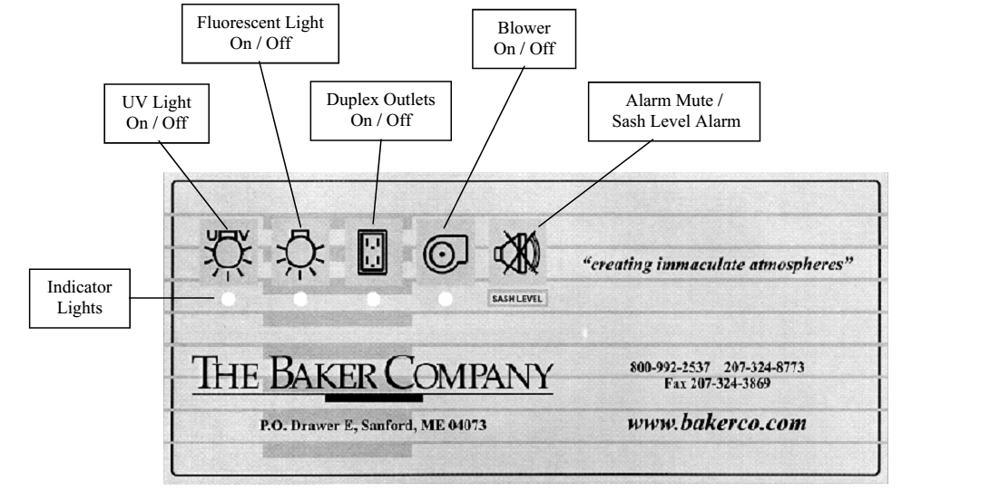 Fluorescent Light
On / Off
Blower
On / Off
UV Light
On / Off
Duplex Outlets
On / Off
Alarm Mute /
Sash Level Alarm
UV
"creating immaculate atmospheres"
Indicator
Lights
SASH LEVEL
THE BAKER COMPANY
800-992-2537 207-324-8773
Fax 207-324-3869
P.O. Drawer E, Sanford, ME 04073
www.bakerco.com